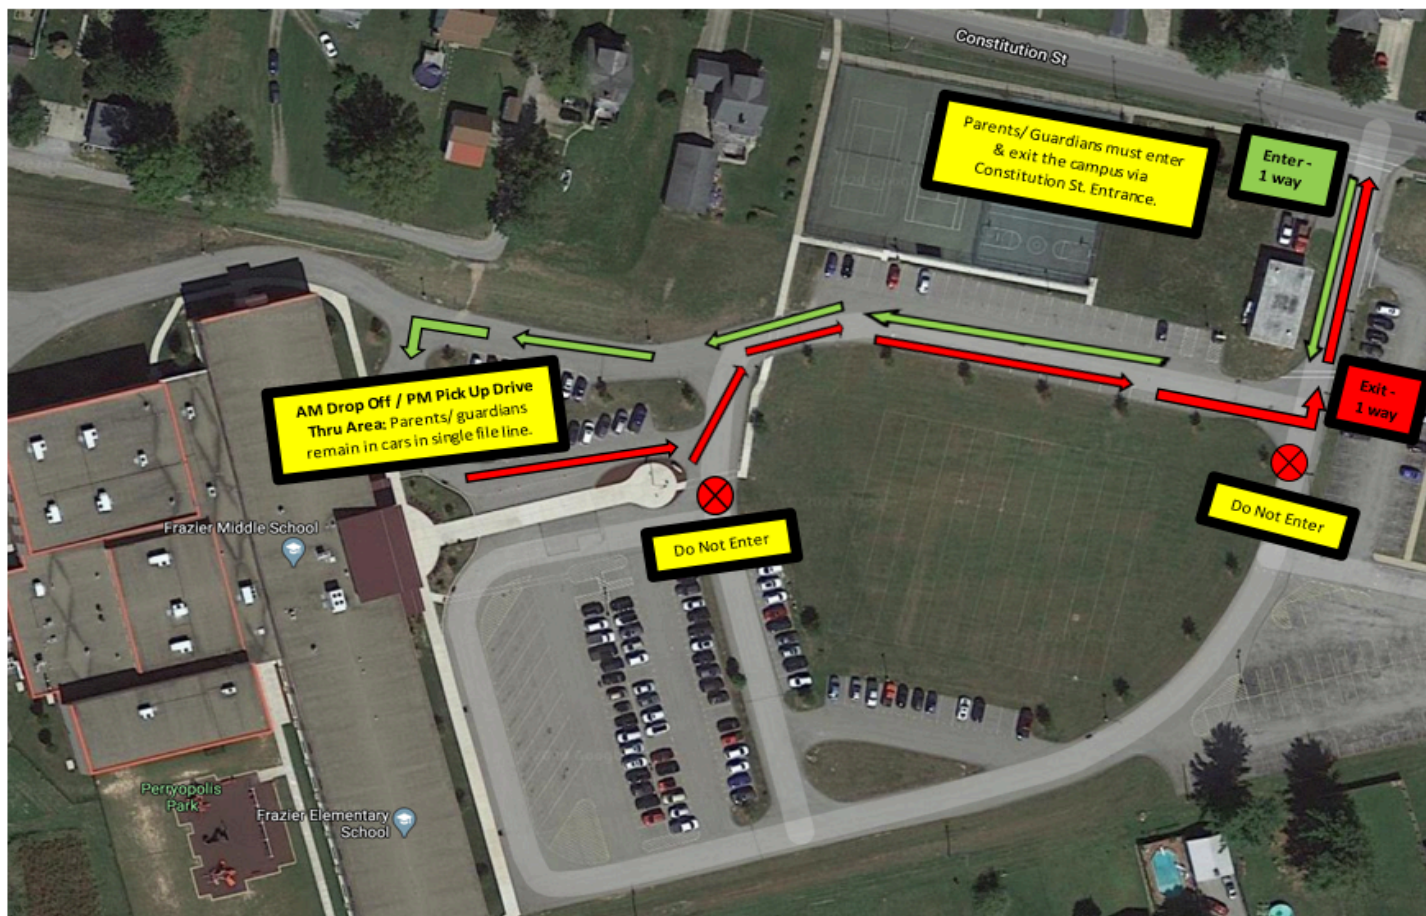 Constitution St
Parents/ Guardians must enter
& exit the campus via
Constitution St. Entrance.
Enter -
1 way
Exit -
1 way
AM Drop Off / PM Pick Up Drive
Thru Area: Parents/ guardians
remain in cars in single file line.
Do Not Enter
Do Not Enter
Frazier Middle School
Perryopolis
Park
Frazier Elementary
School